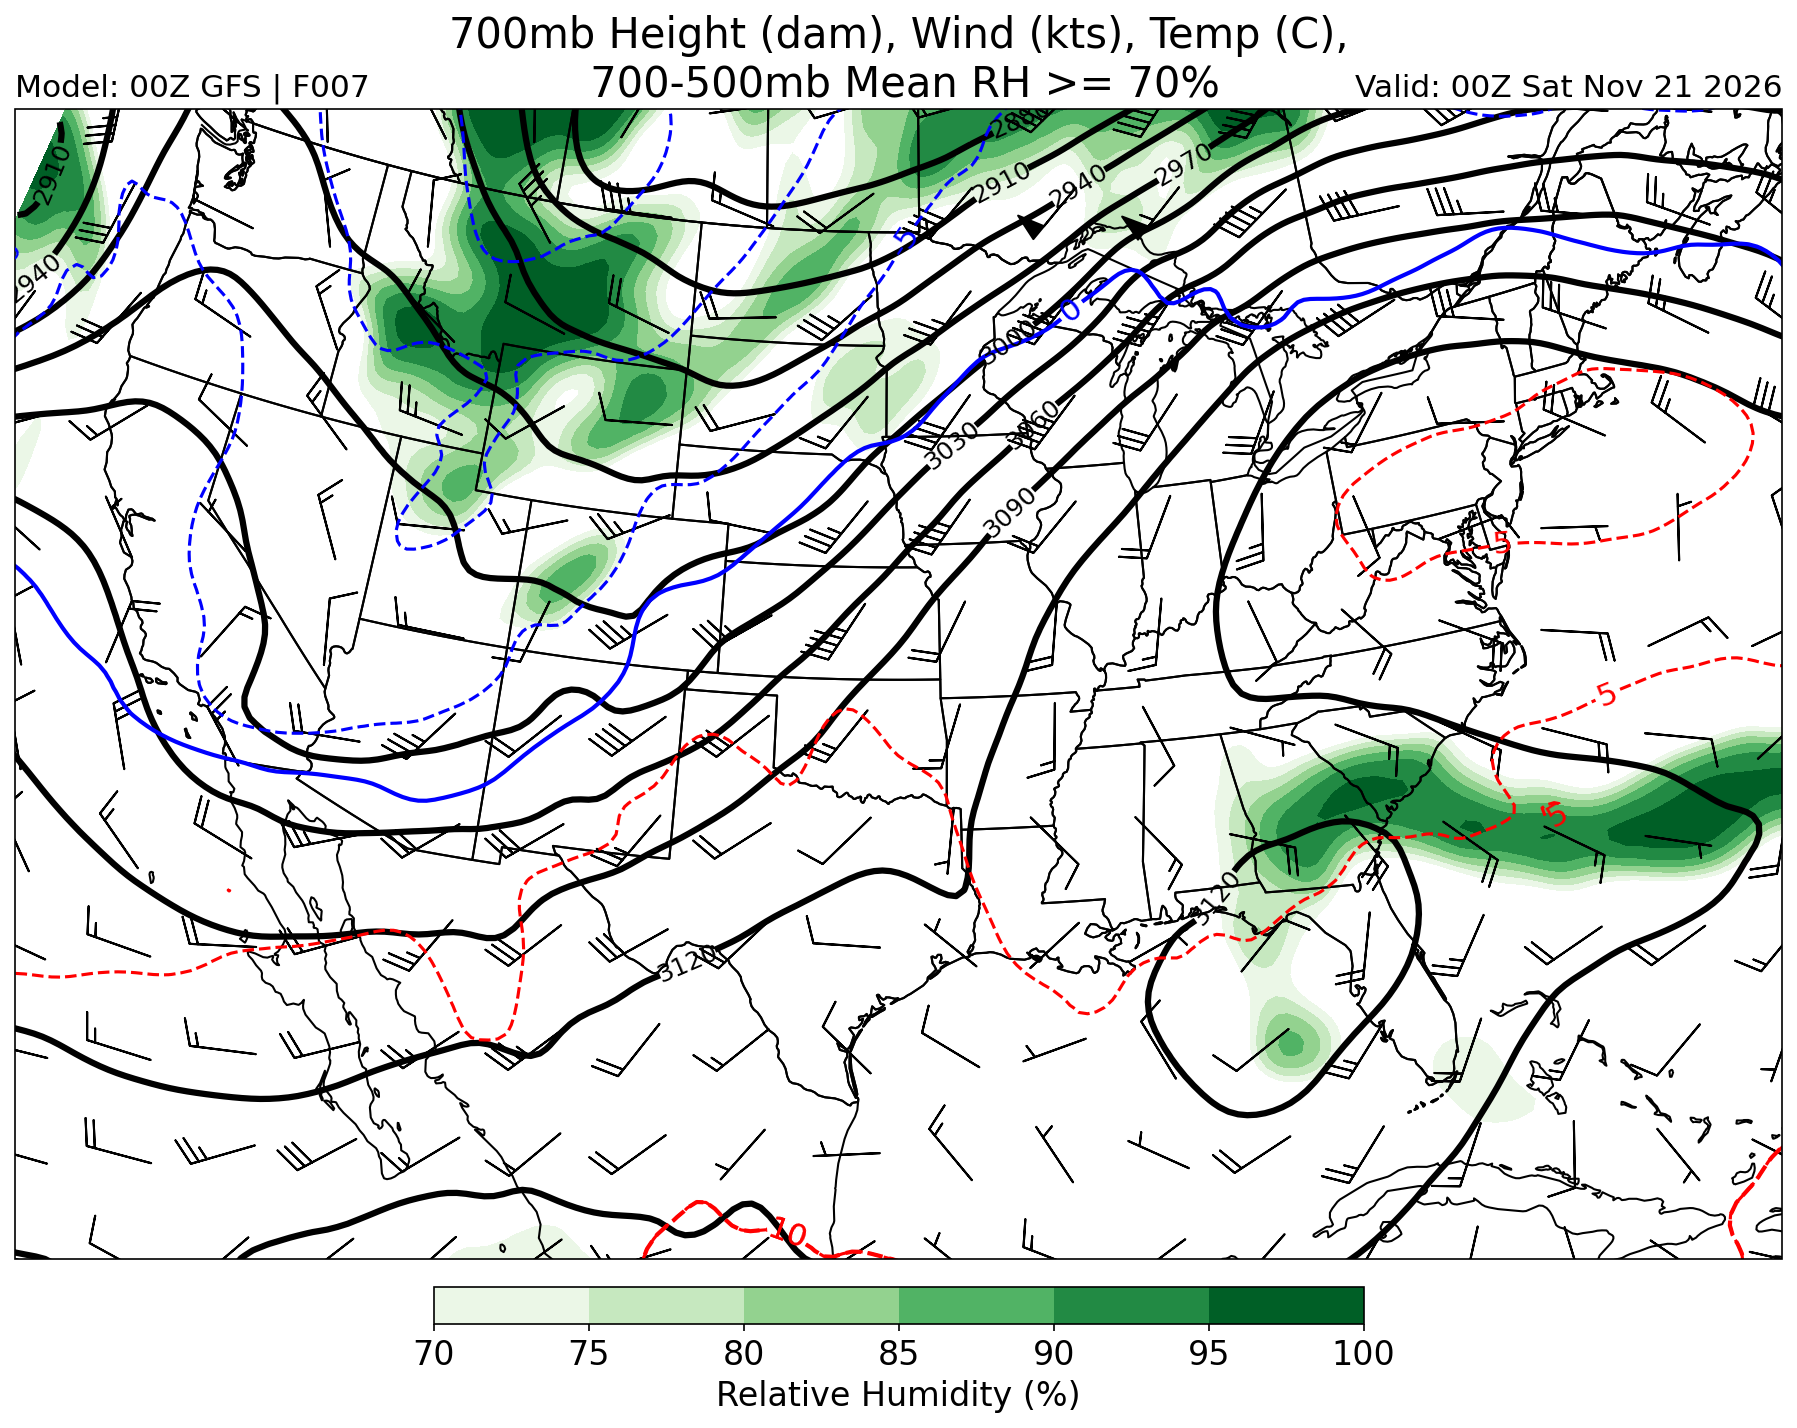 700mb Height (dam), Wind (kts), Temp (C),
700-500mb Mean RH >= 70%
Model: 00Z GFS | F007
Valid: 00Z Sat Nov 21 2026
2910
2940
2910
2940
2970
5
0
3000
3030
3060
3090
5
5
5
3120
3120
10
70 75 80 85 90 95 100
Relative Humidity (%)